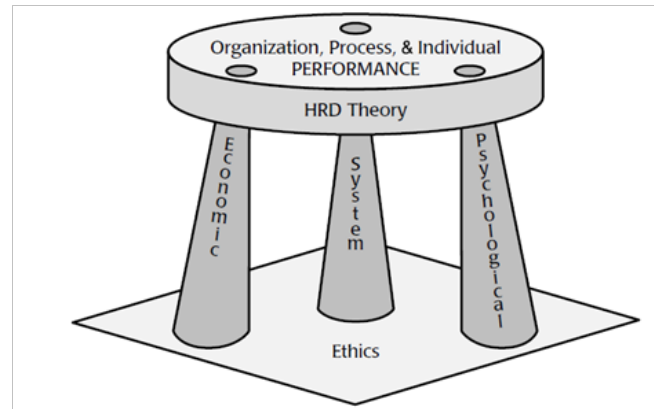 Organization, Process, & Individual
PERFORMANCE
HRD Theory
Economic
System
Psychological
Ethics